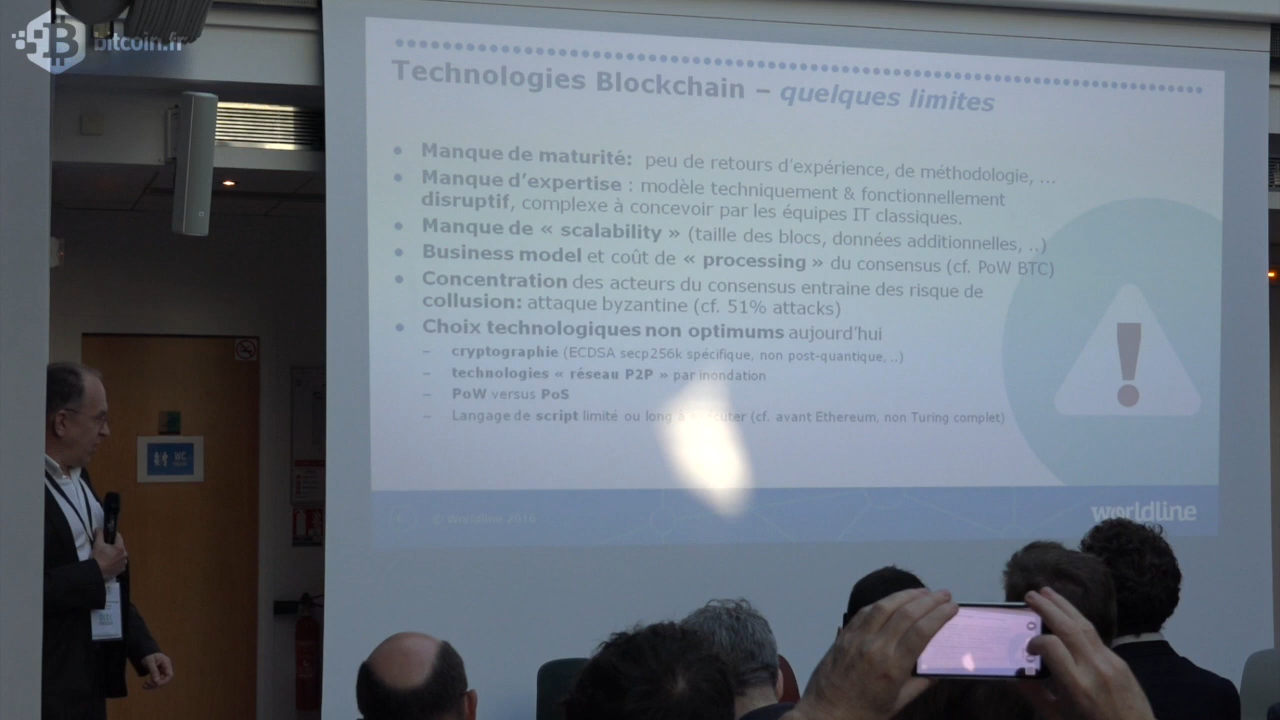 bitcoin.fr
Technologies Blockchain – quelques limites
• Manque de maturité: peu de retours d'expérience, de méthodologie, ...
• Manque d'expertise : modèle techniquement & fonctionnellement
disruptif, complexe à concevoir par les équipes IT classiques.
• Manque de « scalability » (taille des blocs, données additionnelles, ..)
• Business model et coût de « processing » du consensus (cf. PoW BTC)
• Concentration des acteurs du consensus entraine des risque de
collusion: attaque byzantine (cf. 51% attacks)
• Choix technologiques non optimums aujourd'hui
– cryptographie (ECDSA secp256k spécifique, non post-quantique, ..)
– technologies « réseau P2P » par inondation
– PoW versus PoS
– Langage de script limité ou long à (cf. avant Ethereum, non Turing complet)
© worldline 2016
worldline
WC